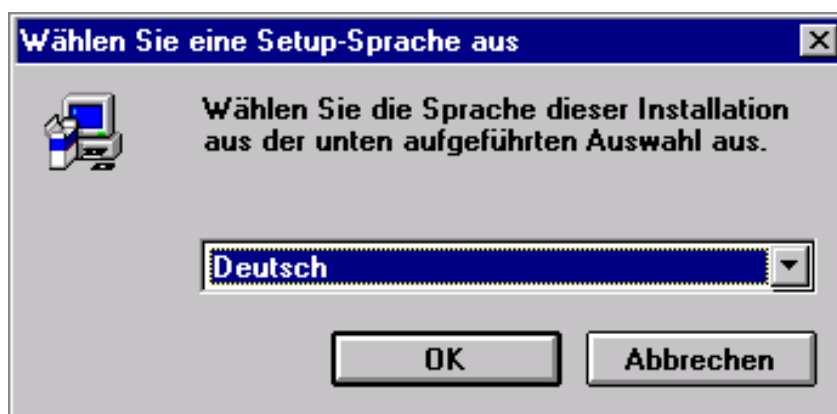 Wählen Sie eine Setup-Sprache aus
Wählen Sie die Sprache dieser Installation
aus der unten aufgeführten Auswahl aus.
Deutsch
OK
Abbrechen